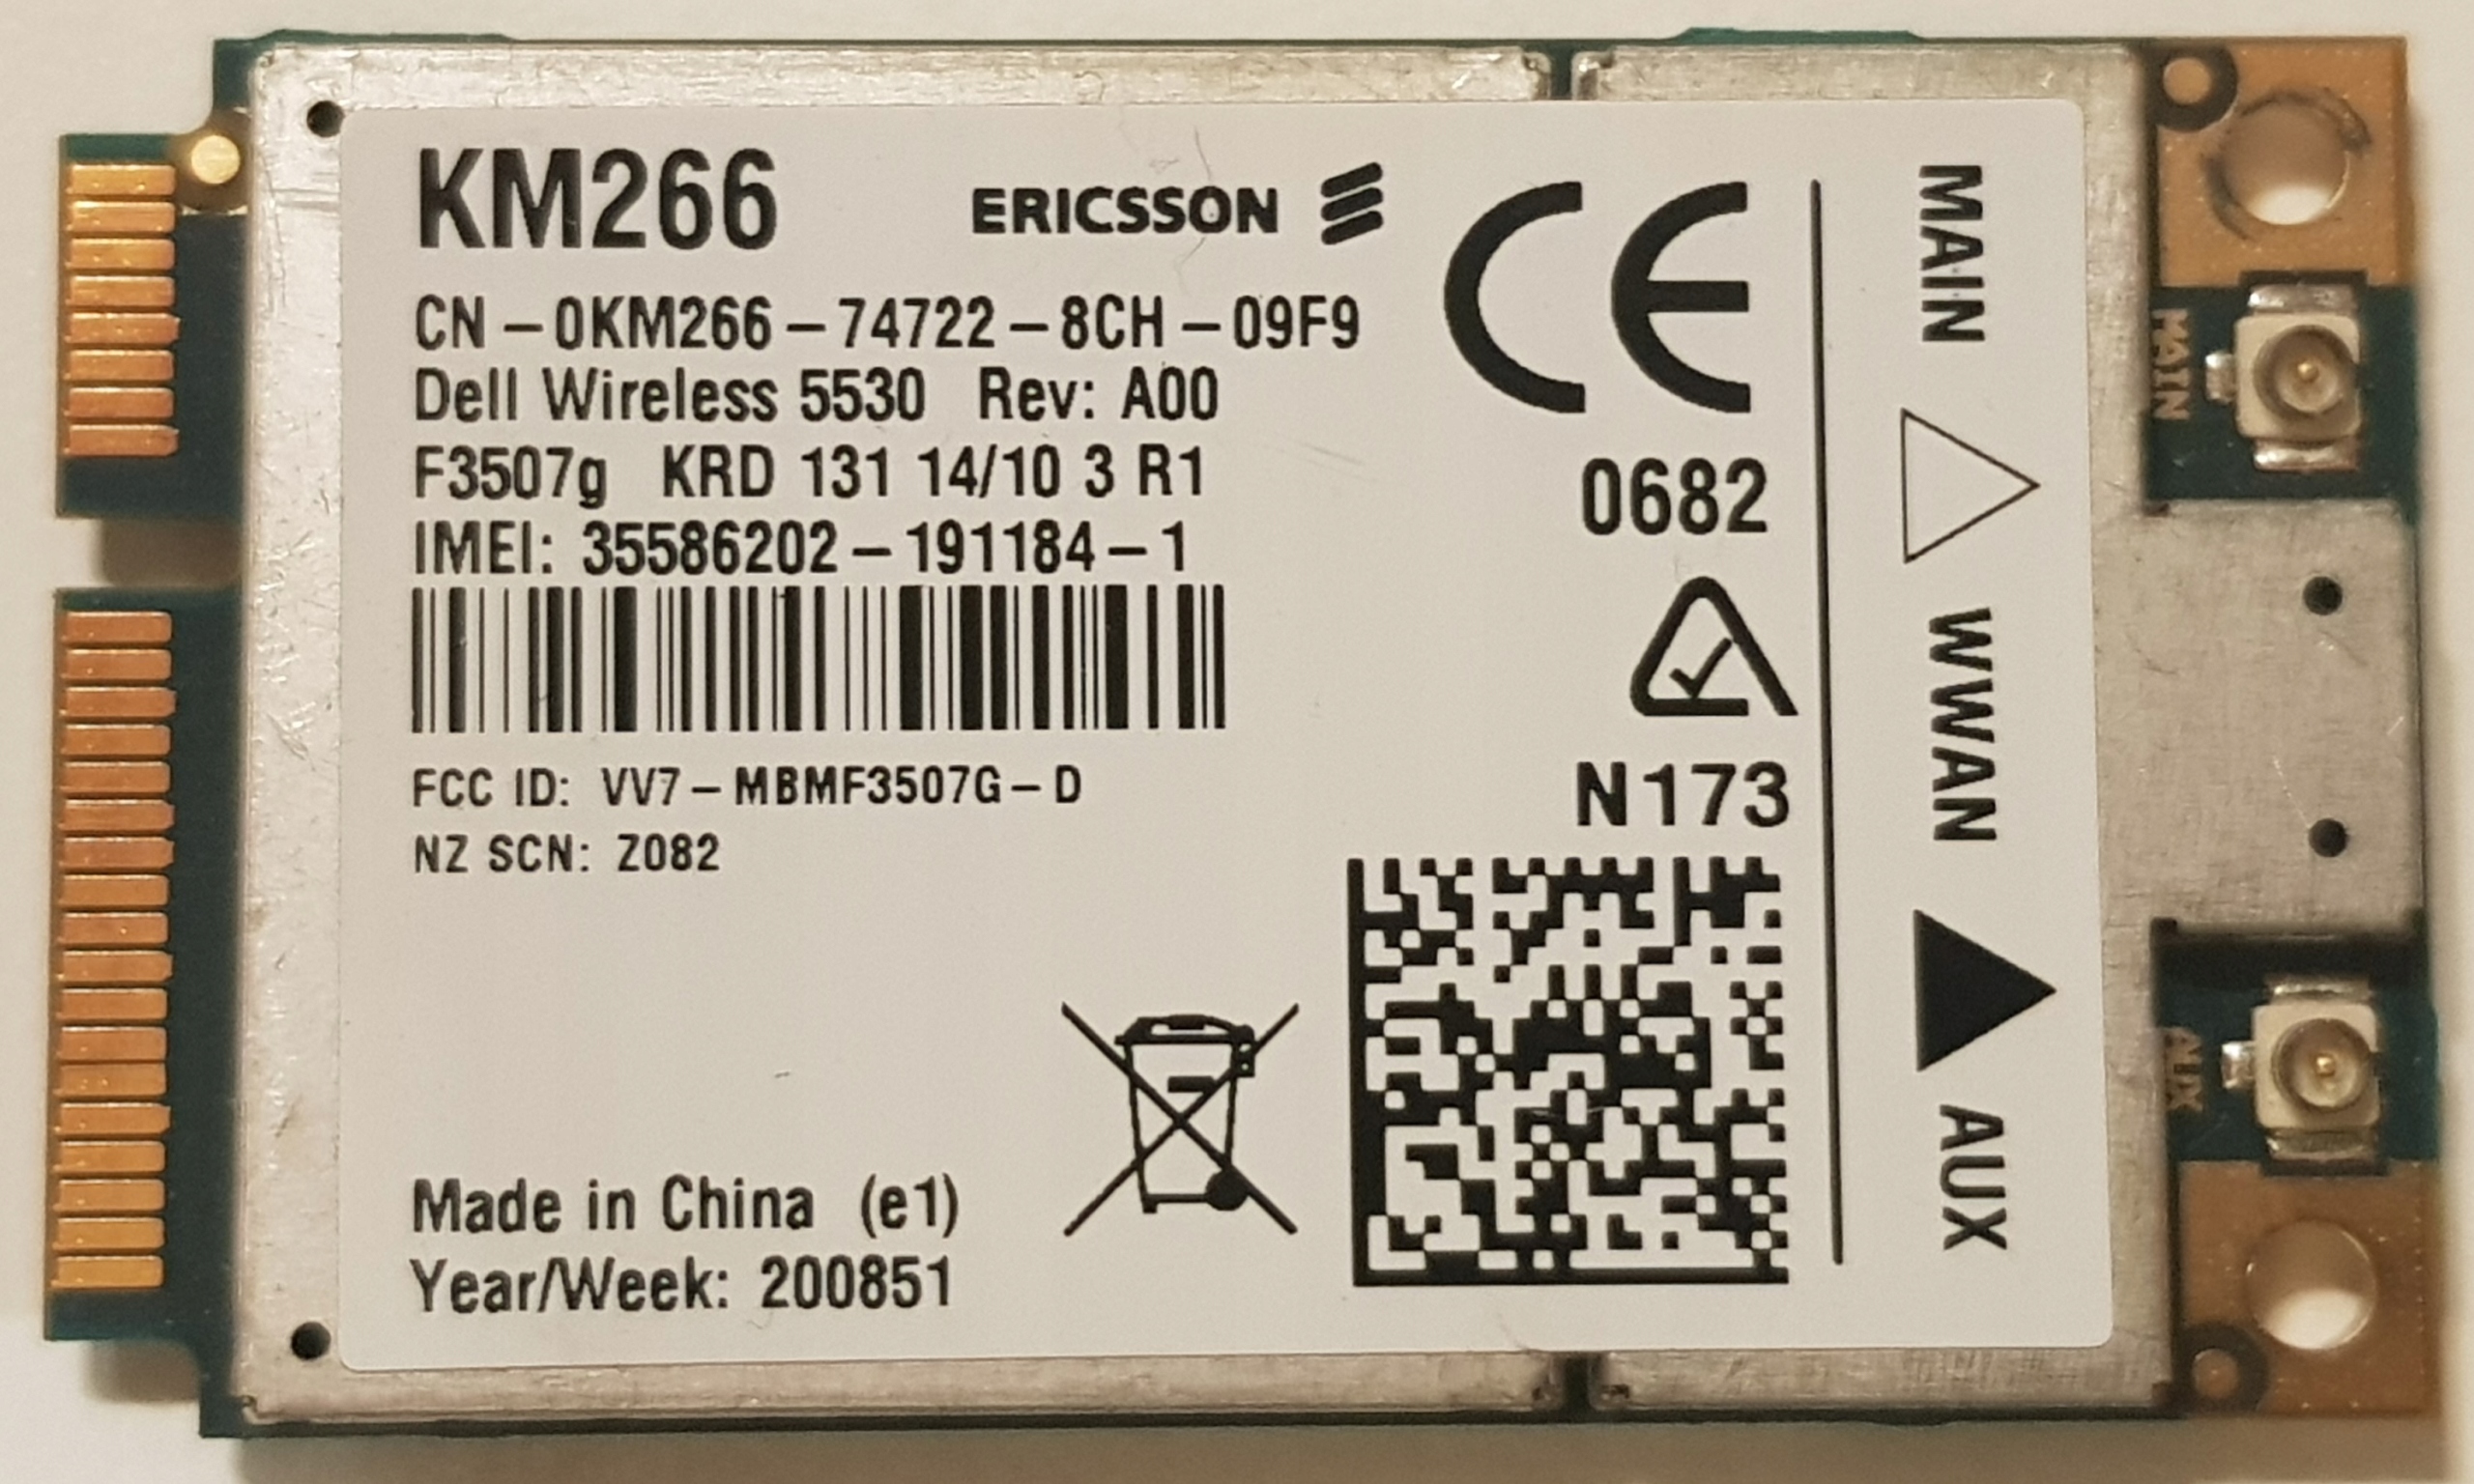 KM266
ERICSSON
CN-0KM266-74722-8CH-09F9
Dell Wireless 5530 Rev: A00
F3507g KRD 131 14/10 3 R1
IMEI: 35586202-191184-1
FCC ID: VV7-MBMF3507G-D
NZ SCN: Z082
Made in China (e1)
Year/Week: 200851
CE
0682
N173
MAIN
WWAN
AUX
MAIN
AUX